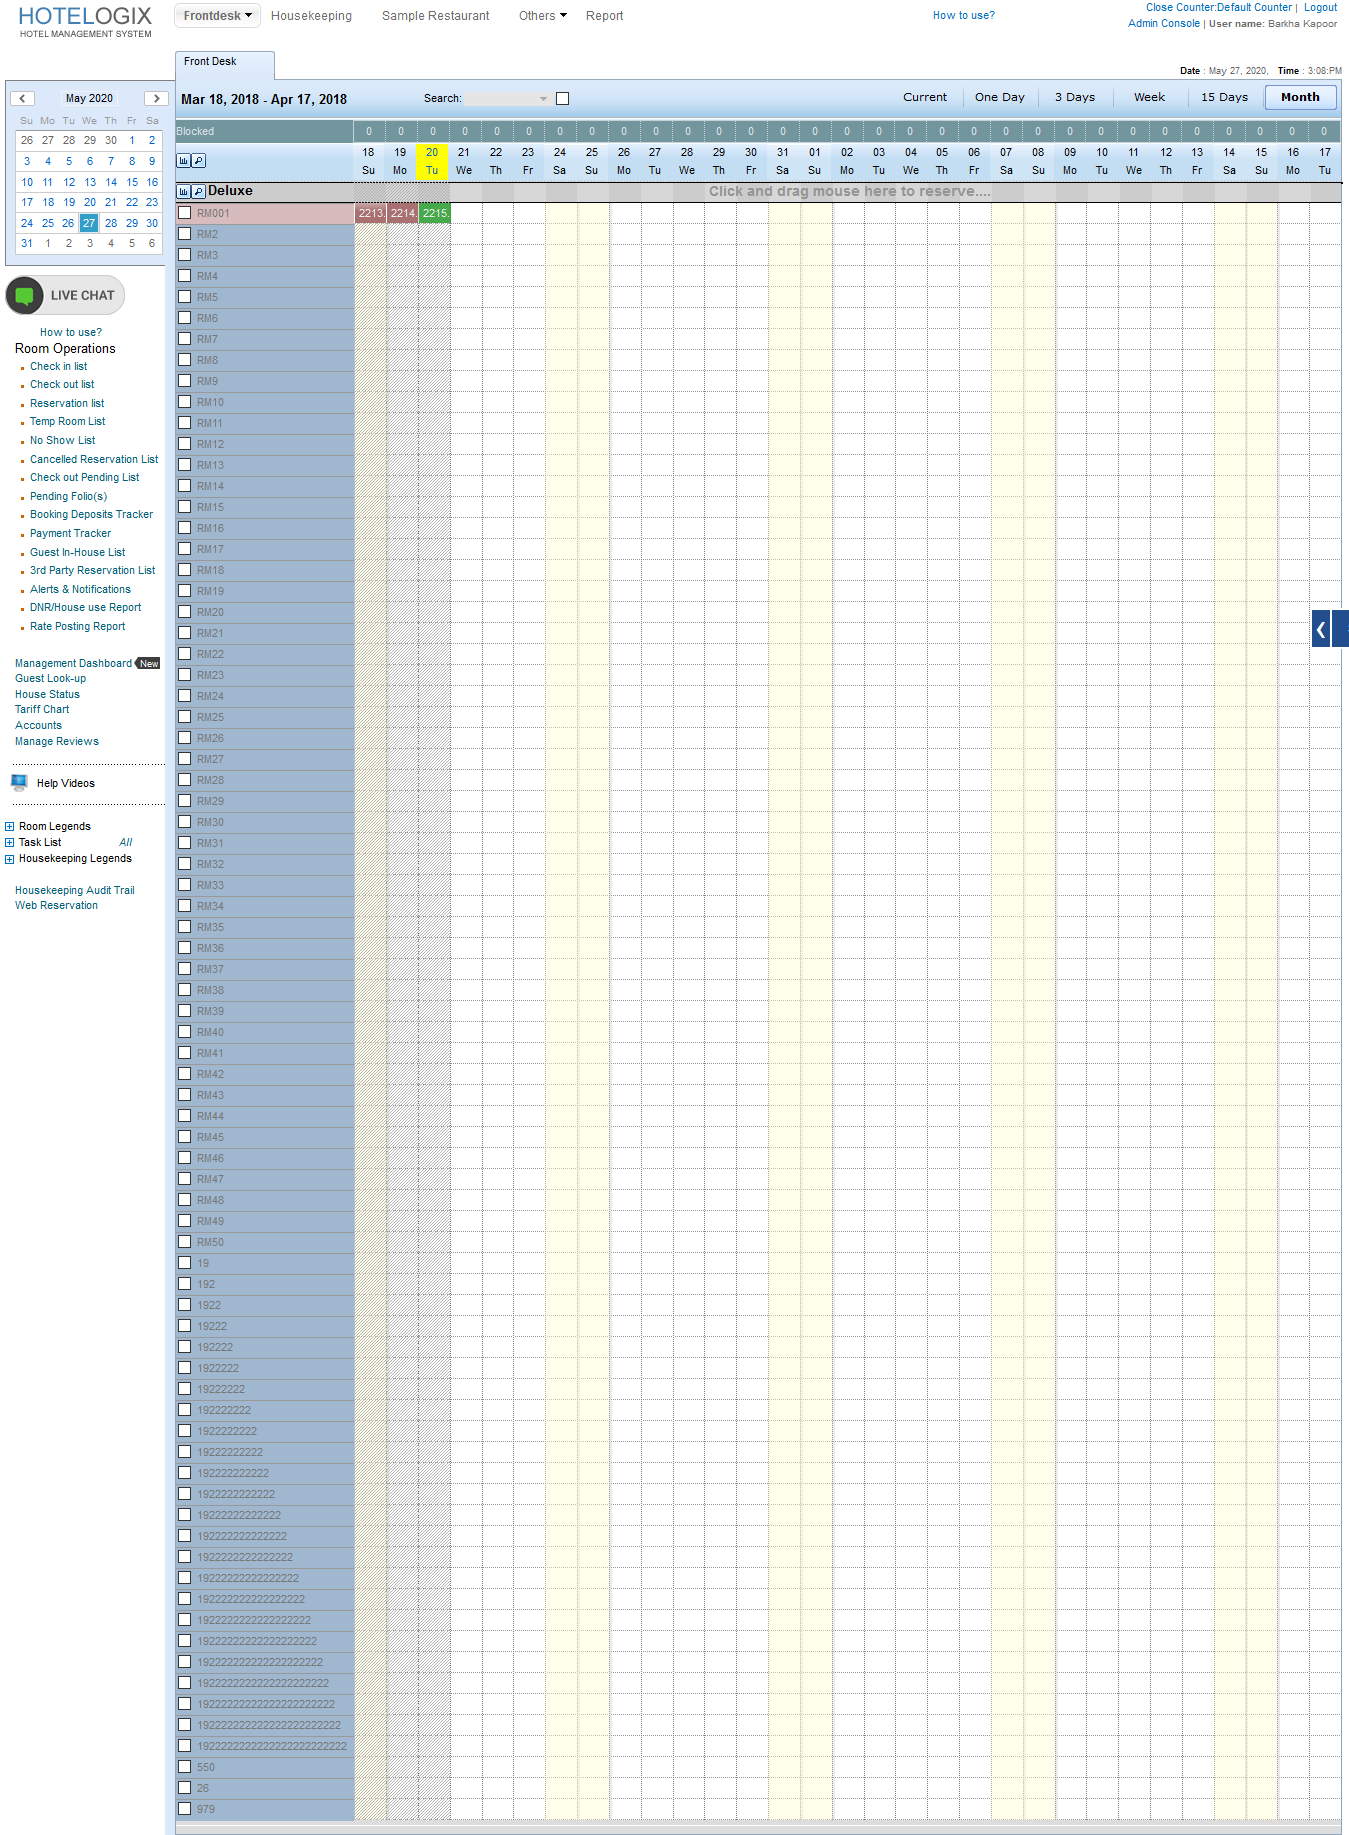 HOTELOGIX
HOTEL MANAGEMENT SYSTEM
Frontdesk Housekeeping Sample Restaurant Others Report
How to use?
Close Counter:Default Counter | Logout
Admin Console | User name: Barkha Kapoor
Front Desk
Date : May 27, 2020, Time : 3:08:PM
May 2020
Su Mo Tu We Th Fr Sa
26 27 28 29 30 1 2
3 4 5 6 7 8 9
10 11 12 13 14 15 16
17 18 19 20 21 22 23
24 25 26 27 28 29 30
31 1 2 3 4 5 6
LIVE CHAT
How to use?
Room Operations
Check in list
Check out list
Reservation list
Temp Room List
No Show List
Cancelled Reservation List
Check out Pending List
Pending Folio(s)
Booking Deposits Tracker
Payment Tracker
Guest In-House List
3rd Party Reservation List
Alerts & Notifications
DNR/House use Report
Rate Posting Report
Management Dashboard New
Guest Look-up
House Status
Tariff Chart
Accounts
Manage Reviews
Help Videos
Room Legends
Task List All
Housekeeping Legends
Housekeeping Audit Trail
Web Reservation
Mar 18, 2018 - Apr 17, 2018 Search: Current One Day 3 Days Week 15 Days Month
Blocked 0 0 0 0 0 0 0 0 0 0 0 0 0 0 0 0 0 0 0 0 0 0 0 0 0 0 0 0 0 0 0
18 19 20 21 22 23 24 25 26 27 28 29 30 31 01 02 03 04 05 06 07 08 09 10 11 12 13 14 15 16 17
Su Mo Tu We Th Fr Sa Su Mo Tu We Th Fr Sa Su Mo Tu We Th Fr Sa Su Mo Tu We Th Fr Sa Su Mo Tu
Deluxe Click and drag mouse here to reserve....
RM001 2213. 2214. 2215.
RM2
RM3
RM4
RM5
RM6
RM7
RM8
RM9
RM10
RM11
RM12
RM13
RM14
RM15
RM16
RM17
RM18
RM19
RM20
RM21
RM22
RM23
RM24
RM25
RM26
RM27
RM28
RM29
RM30
RM31
RM32
RM33
RM34
RM35
RM36
RM37
RM38
RM39
RM40
RM41
RM42
RM43
RM44
RM45
RM46
RM47
RM48
RM49
RM50
19
192
1922
19222
192222
1922222
19222222
192222222
1922222222
19222222222
192222222222
1922222222222
19222222222222
192222222222222
1922222222222222
19222222222222222
192222222222222222
1922222222222222222
19222222222222222222
192222222222222222222
1922222222222222222222
19222222222222222222222
192222222222222222222222
1922222222222222222222222
550
26
979